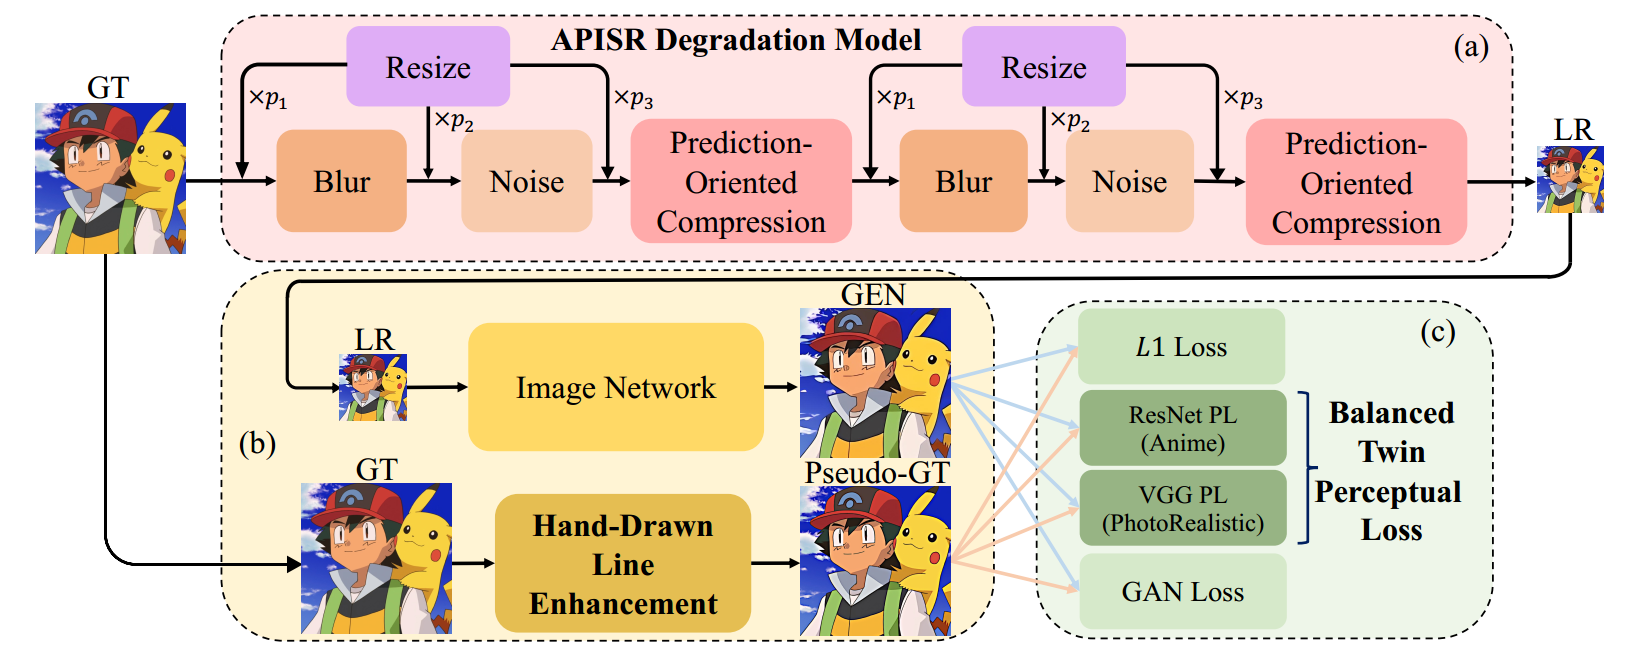 APISR Degradation Model
(a)
GT
Resize
×p1
×p2
×p3
Blur
Noise
Prediction-
Oriented
Compression
Resize
×p1
×p2
×p3
Blur
Noise
Prediction-
Oriented
Compression
LR
(b)
LR
Image Network
GEN
GT
Hand-Drawn
Line
Enhancement
Pseudo-GT
(c)
L1 Loss
ResNet PL
(Anime)
VGG PL
(PhotoRealistic)
GAN Loss
Balanced
Twin
Perceptual
Loss